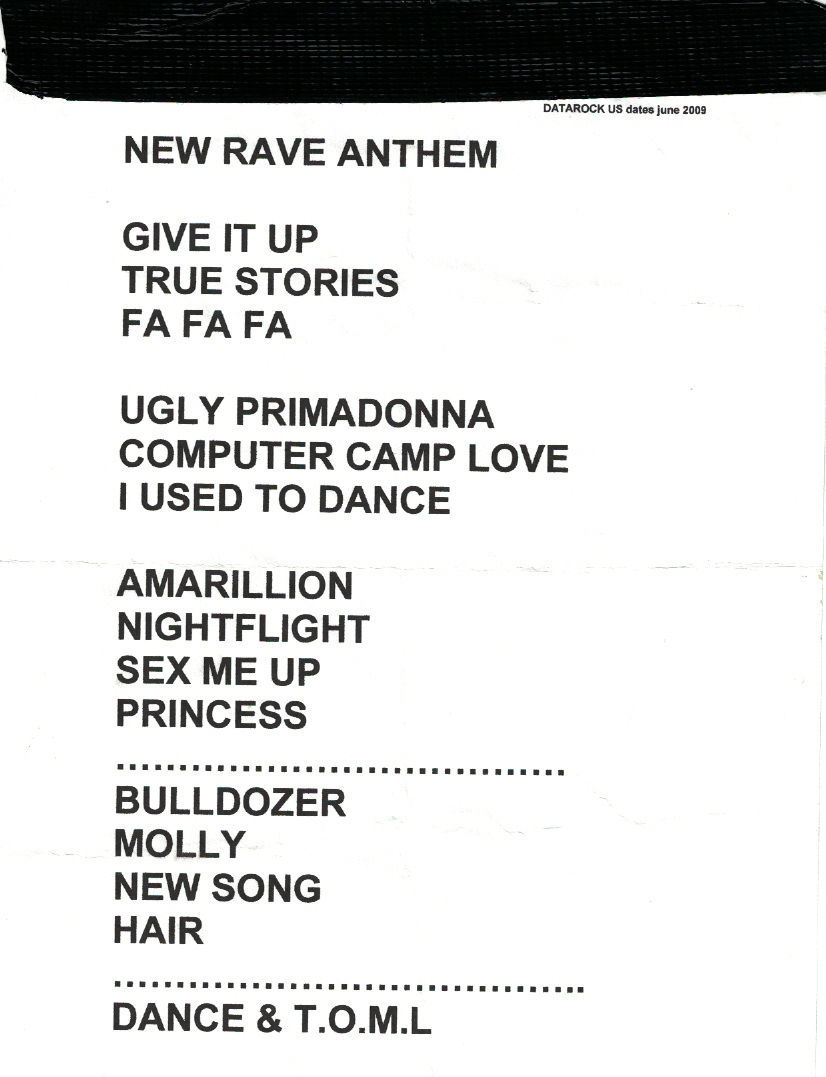 DATAROCK US dates june 2009
NEW RAVE ANTHEM
GIVE IT UP
TRUE STORIES
FA FA FA
UGLY PRIMADONNA
COMPUTER CAMP LOVE
I USED TO DANCE
AMARILLION
NIGHTFLIGHT
SEX ME UP
PRINCESS
....................................
BULLDOZER
MOLLY
NEW SONG
HAIR
......................................
DANCE & T.O.M.L